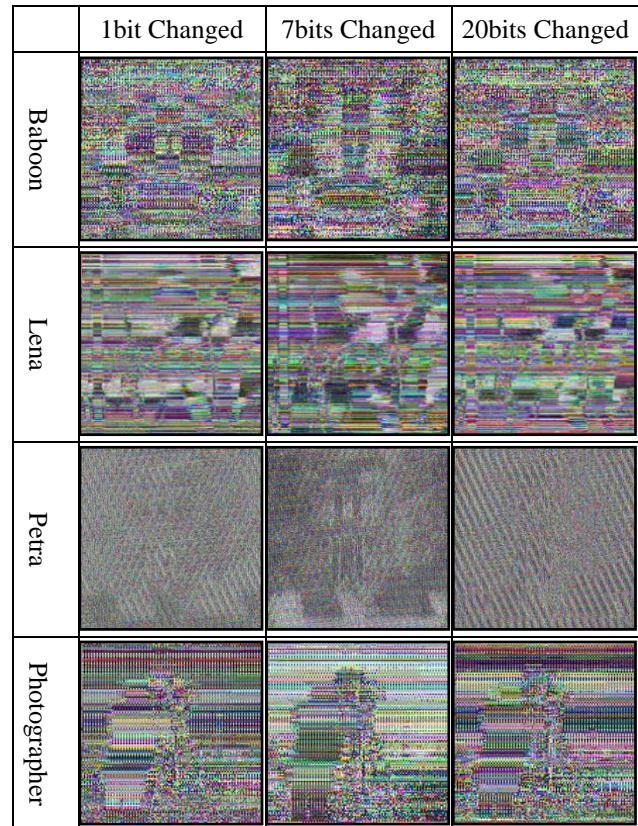 1bit Changed 7bits Changed 20bits Changed
Baboon
Lena
Petra
Photographer